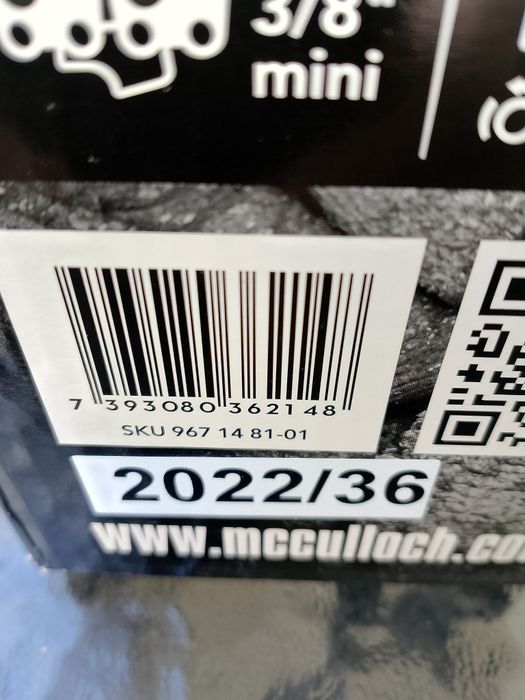 3/8"
mini
7 393080 362148
SKU 967 14 81-01
2022/36
www.mcculloch.co